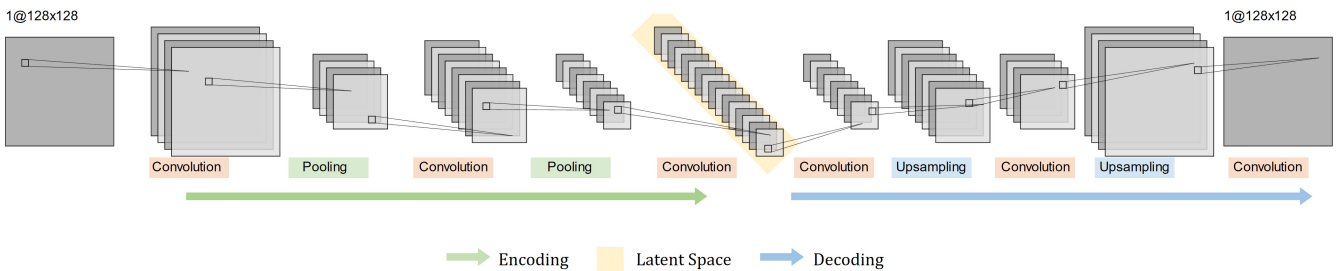 1@128x128
1@128x128
Convolution
Pooling
Convolution
Pooling
Convolution
Convolution
Upsampling
Convolution
Upsampling
Convolution
Encoding
Latent Space
Decoding